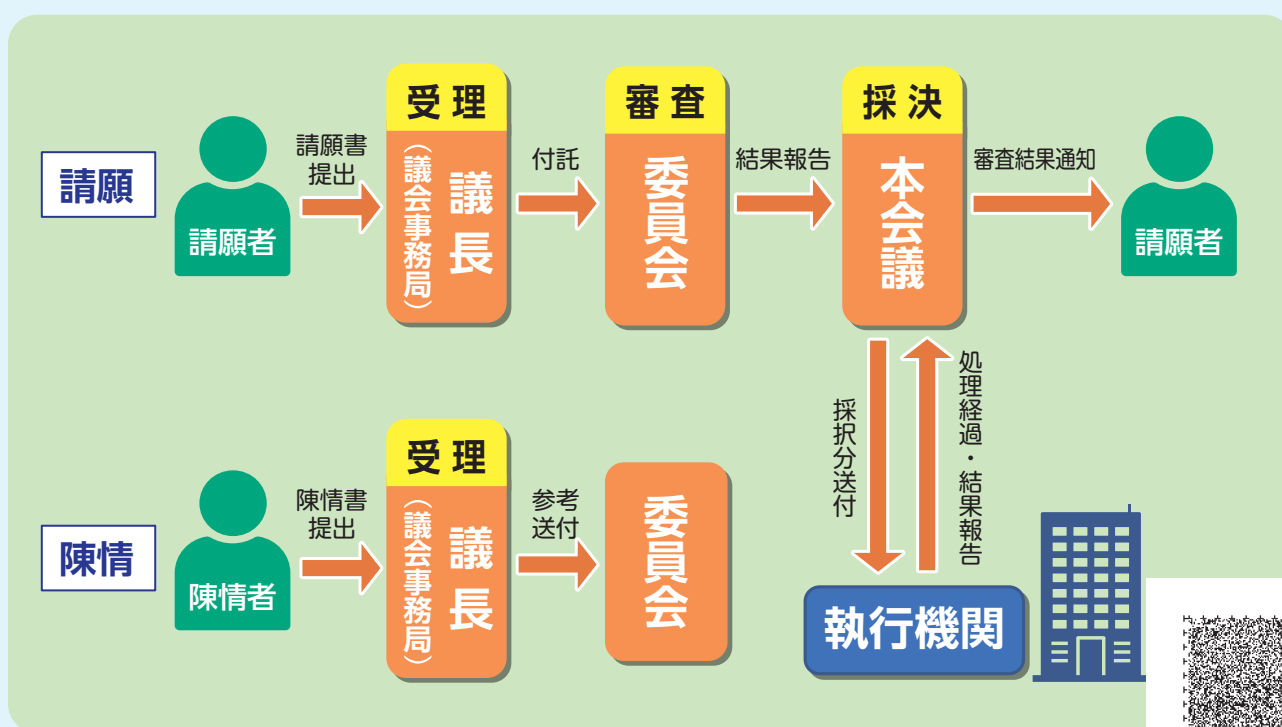 請願
請願者
請願書
提出
受理
議長
（議会事務局）
付託
審査
委員会
結果報告
採決
本会議
審査結果通知
請願者
採択分送付
処理経過・結果報告
執行機関
陳情
陳情者
陳情書
提出
受理
議長
（議会事務局）
参考
送付
委員会